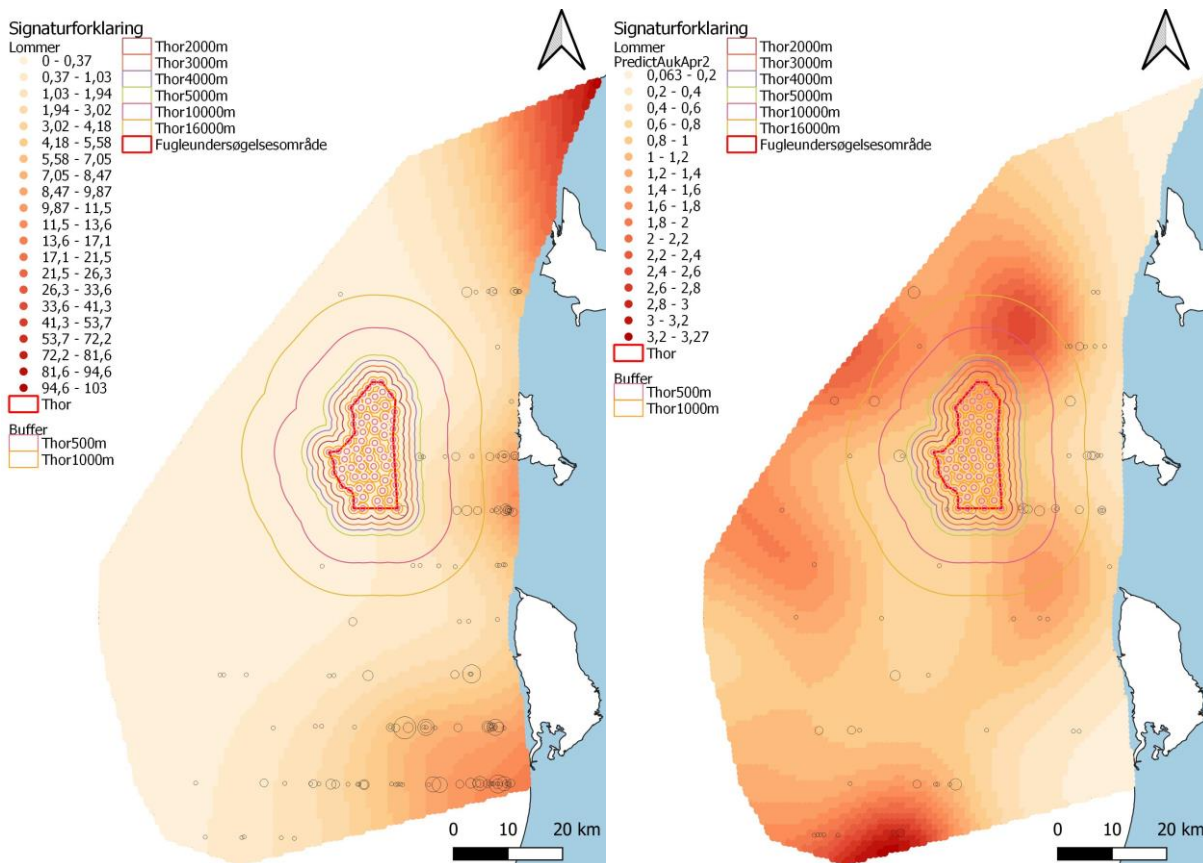 Signaturforklaring
Lommer
0 - 0,37
0,37 - 1,03
1,03 - 1,94
1,94 - 3,02
3,02 - 4,18
4,18 - 5,58
5,58 - 7,05
7,05 - 8,47
8,47 - 9,87
9,87 - 11,5
11,5 - 13,6
13,6 - 17,1
17,1 - 21,5
21,5 - 26,3
26,3 - 33,6
33,6 - 41,3
41,3 - 53,7
53,7 - 72,2
72,2 - 81,6
81,6 - 94,6
94,6 - 103
Thor
Buffer
Thor500m
Thor1000m
Thor2000m
Thor3000m
Thor4000m
Thor5000m
Thor10000m
Thor16000m
Fugleundersøgelsesområde
0 10 20 km
Signaturforklaring
Lommer
PredictAukApr2
0,063 - 0,2
0,2 - 0,4
0,4 - 0,6
0,6 - 0,8
0,8 - 1
1 - 1,2
1,2 - 1,4
1,4 - 1,6
1,6 - 1,8
1,8 - 2
2 - 2,2
2,2 - 2,4
2,4 - 2,6
2,6 - 2,8
2,8 - 3
3 - 3,2
3,2 - 3,27
Thor
Buffer
Thor500m
Thor1000m
Thor2000m
Thor3000m
Thor4000m
Thor5000m
Thor10000m
Thor16000m
Fugleundersøgelsesområde
0 10 20 km